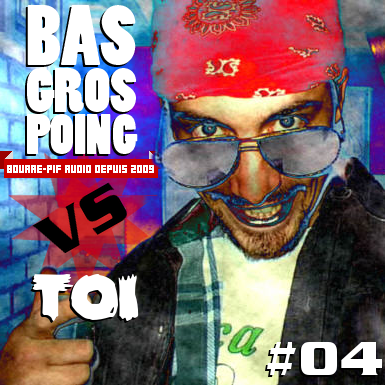 BAS
GROS
POING
BOURRE-PIF AUDIO DEPUIS 2009
VS
TOI
#04